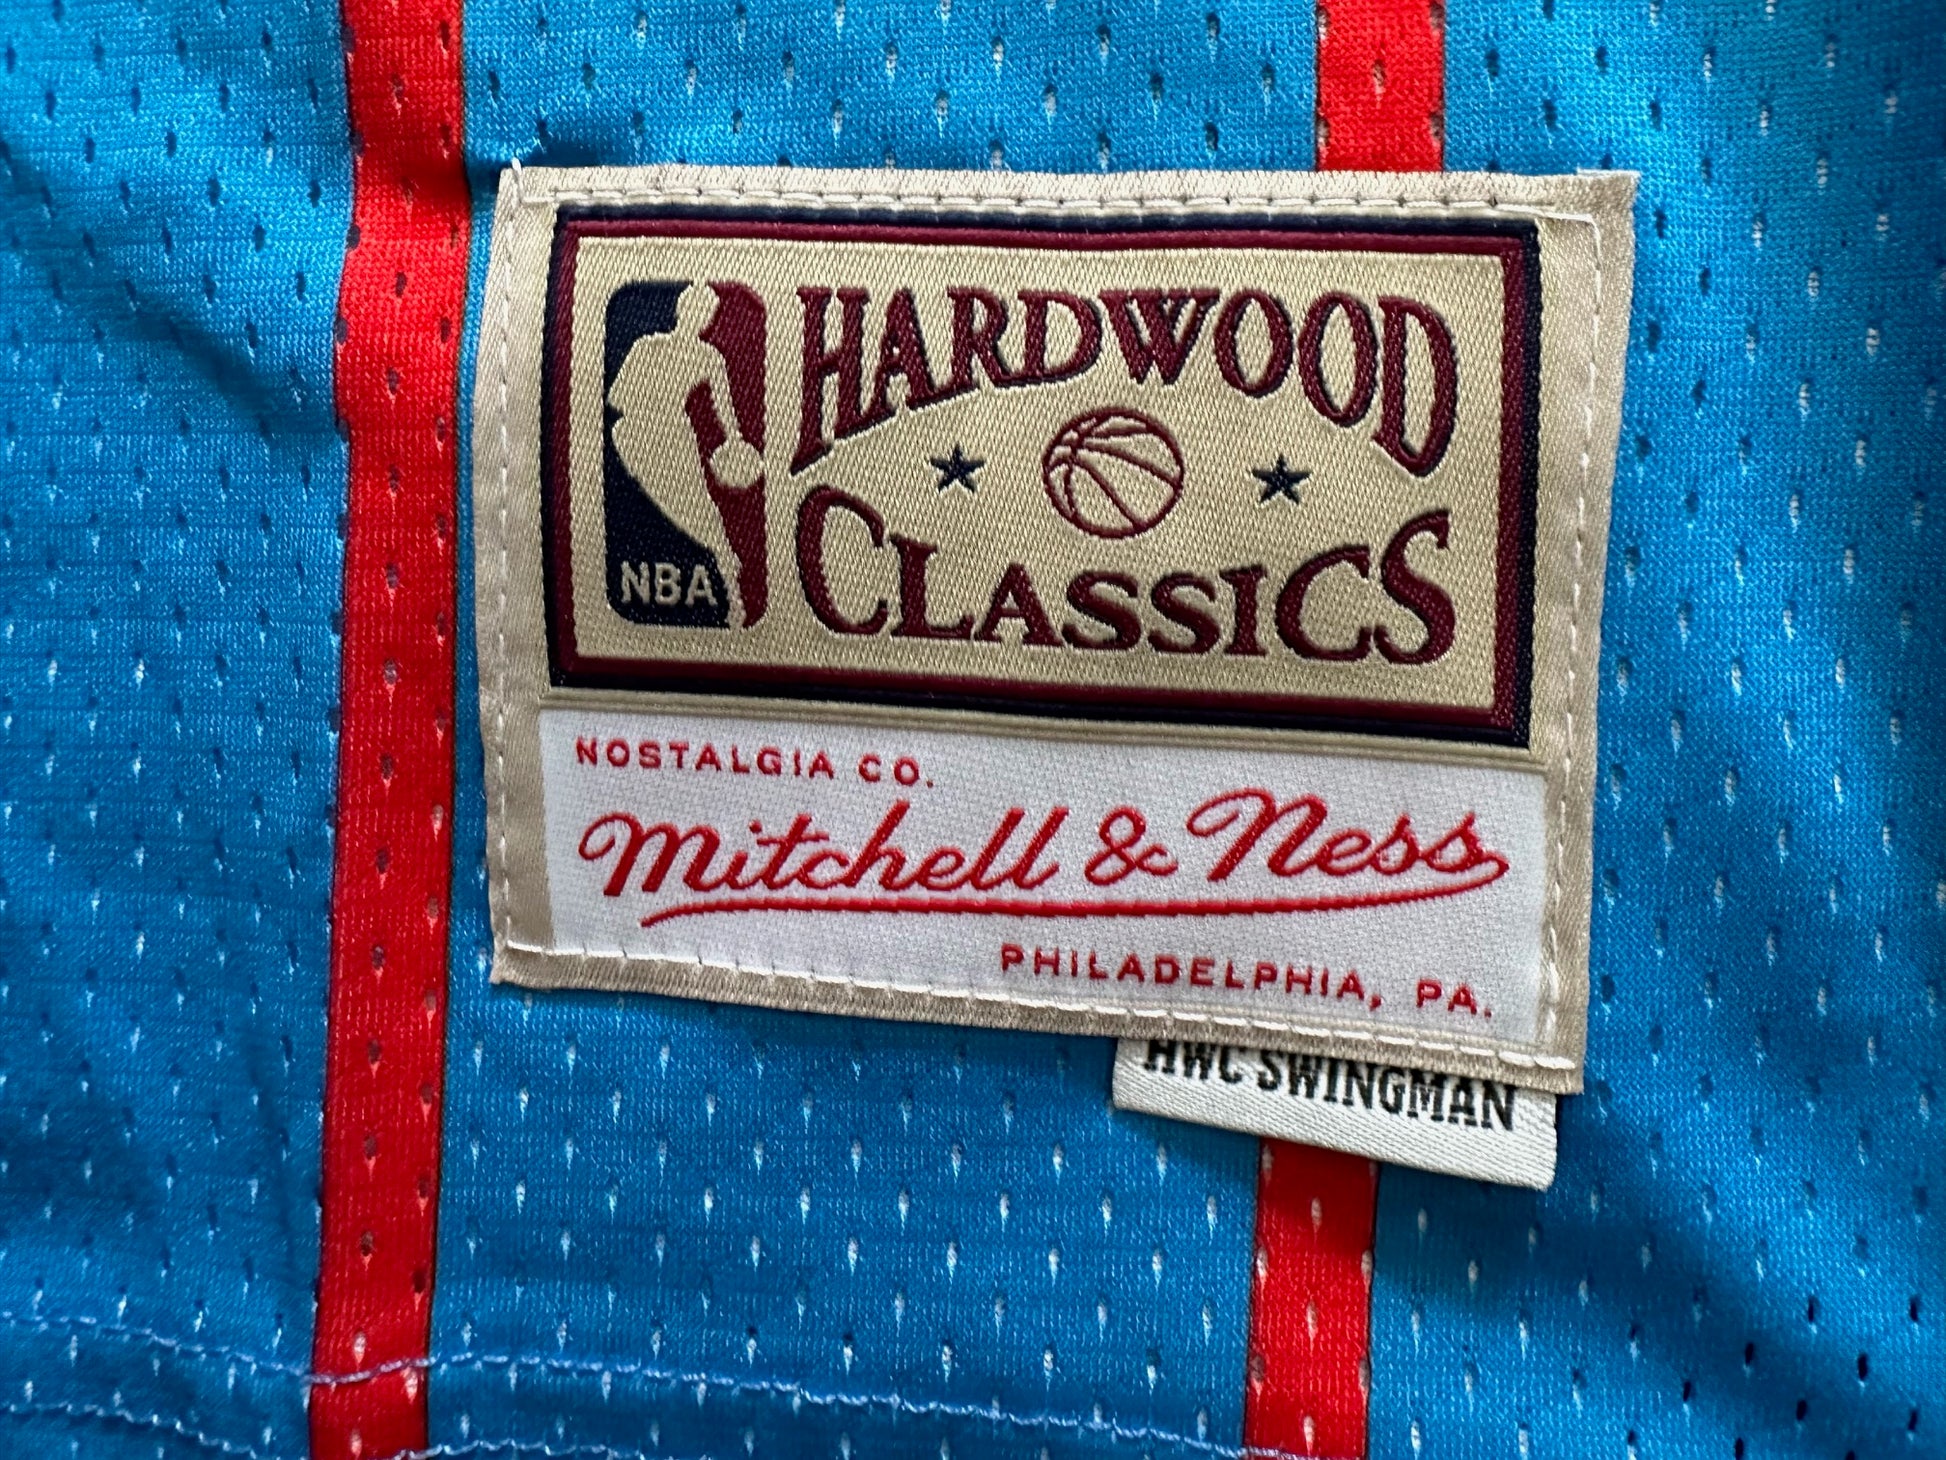 HARDWOOD
CLASSICS
NBA
NOSTALGIA CO.
Mitchell & Ness
PHILADELPHIA, PA.
HWC SWINGMAN